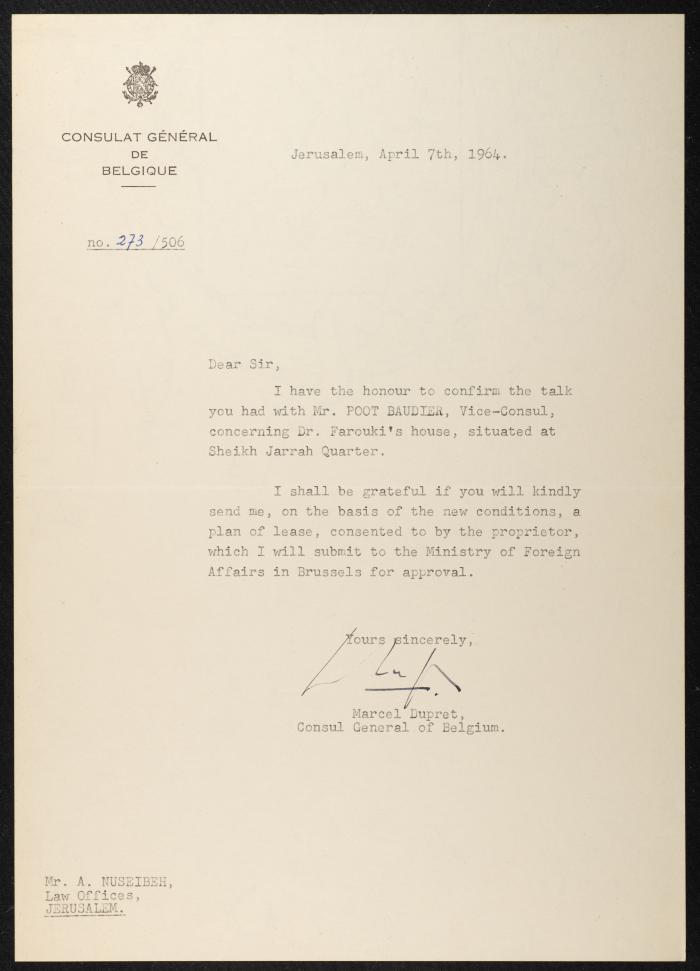 CONSULAT GÉNÉRAL
DE
BELGIQUE
Jerusalem, April 7th, 1964.
no. 273 /506
Dear Sir,
I have the honour to confirm the talk
you had with Mr. POOT BAUDIER, Vice-Consul,
concerning Dr. Farouki's house, situated at
Sheikh Jarrah Quarter.
I shall be grateful if you will kindly
send me, on the basis of the new conditions, a
plan of lease, consented to by the proprietor,
which I will submit to the Ministry of Foreign
Affairs in Brussels for approval.
Yours sincerely,
Marcel Dupret,
Consul General of Belgium.
Mr. A. NUSEIBEH,
Law Offices,
JERUSALEM.